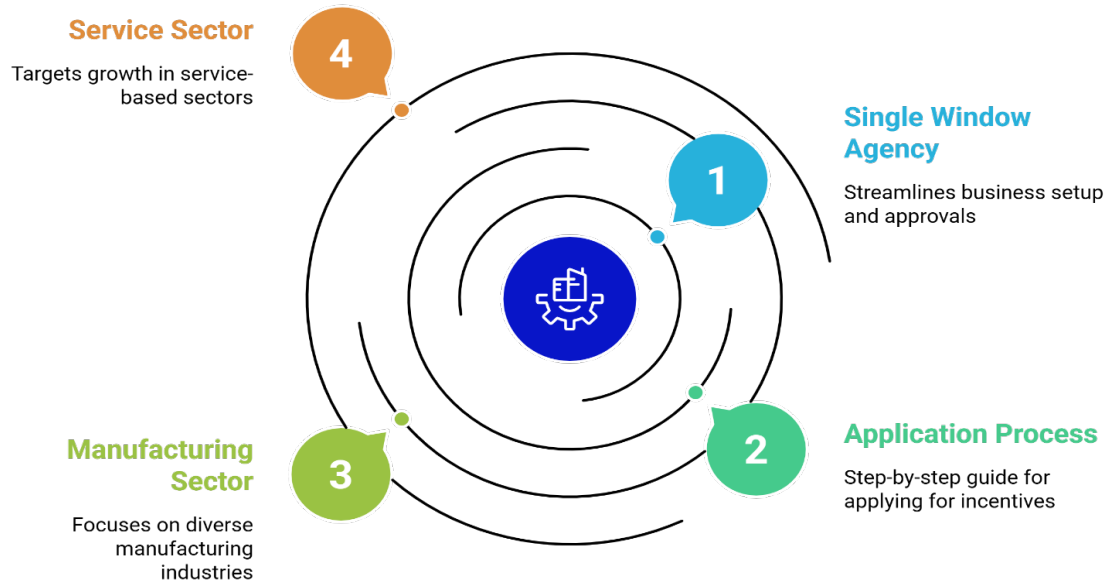 Service Sector
Targets growth in service-
based sectors
4
Single Window
Agency
Streamlines business setup
and approvals
1
Application Process
Step-by-step guide for
applying for incentives
2
Manufacturing
Sector
Focuses on diverse
manufacturing
industries
3